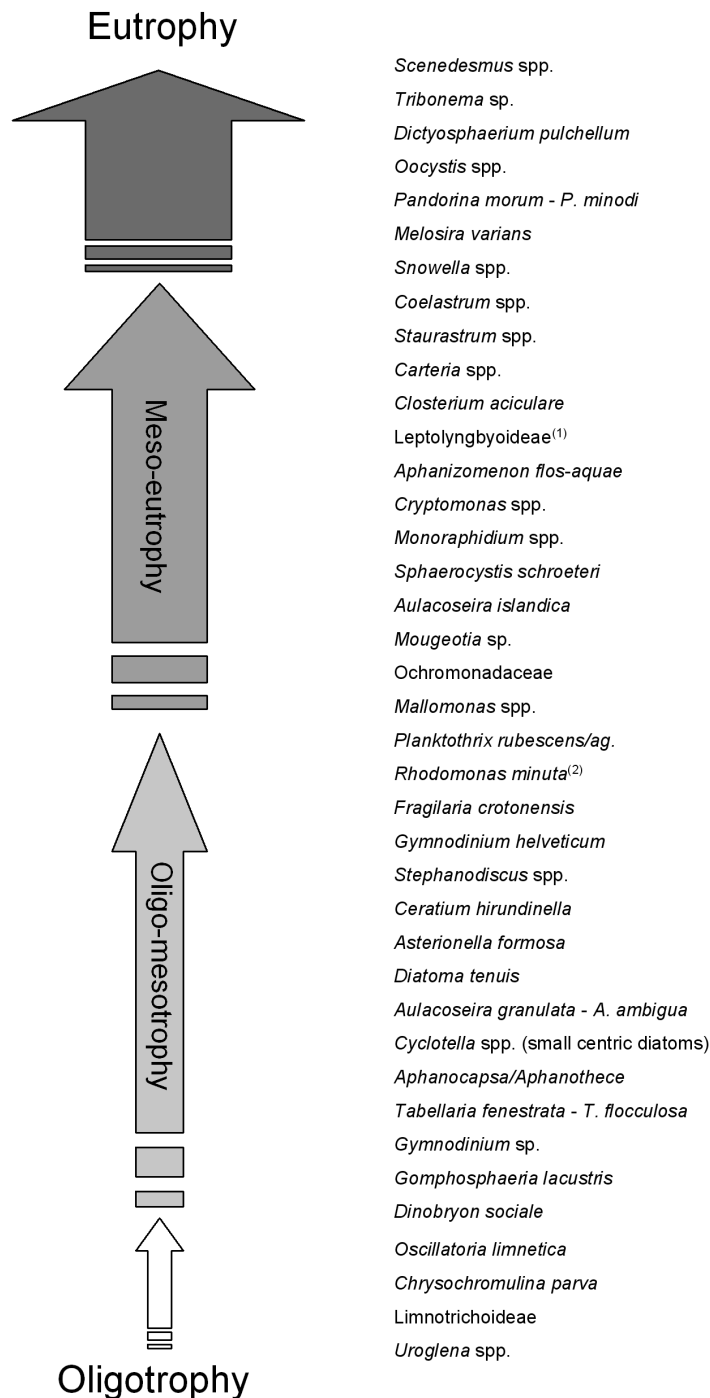 Eutrophy
Scenedesmus spp.
Tribonema sp.
Dictyosphaerium pulchellum
Oocystis spp.
Pandorina morum - P. minodi
Melosira varians
Snowella spp.
Coelastrum spp.
Staurastrum spp.
Carteria spp.
Closterium aciculare
Leptolyngbyoideae(1)
Aphanizomenon flos-aquae
Cryptomonas spp.
Monoraphidium spp.
Sphaerocystis schroeteri
Aulacoseira islandica
Mougeotia sp.
Ochromonadaceae
Mallomonas spp.
Planktothrix rubescens/ag.
Rhodomonas minuta(2)
Fragilaria crotonensis
Gymnodinium helveticum
Stephanodiscus spp.
Ceratium hirundinella
Asterionella formosa
Diatoma tenuis
Aulacoseira granulata - A. ambigua
Cyclotella spp. (small centric diatoms)
Aphanocapsa/Aphanothece
Tabellaria fenestrata - T. flocculosa
Gymnodinium sp.
Gomphosphaeria lacustris
Dinobryon sociale
Oscillatoria limnetica
Chrysochromulina parva
Limnotrichoideae
Uroglena spp.
Meso-eutrophy
Oligo-mesotrophy
Oligotrophy